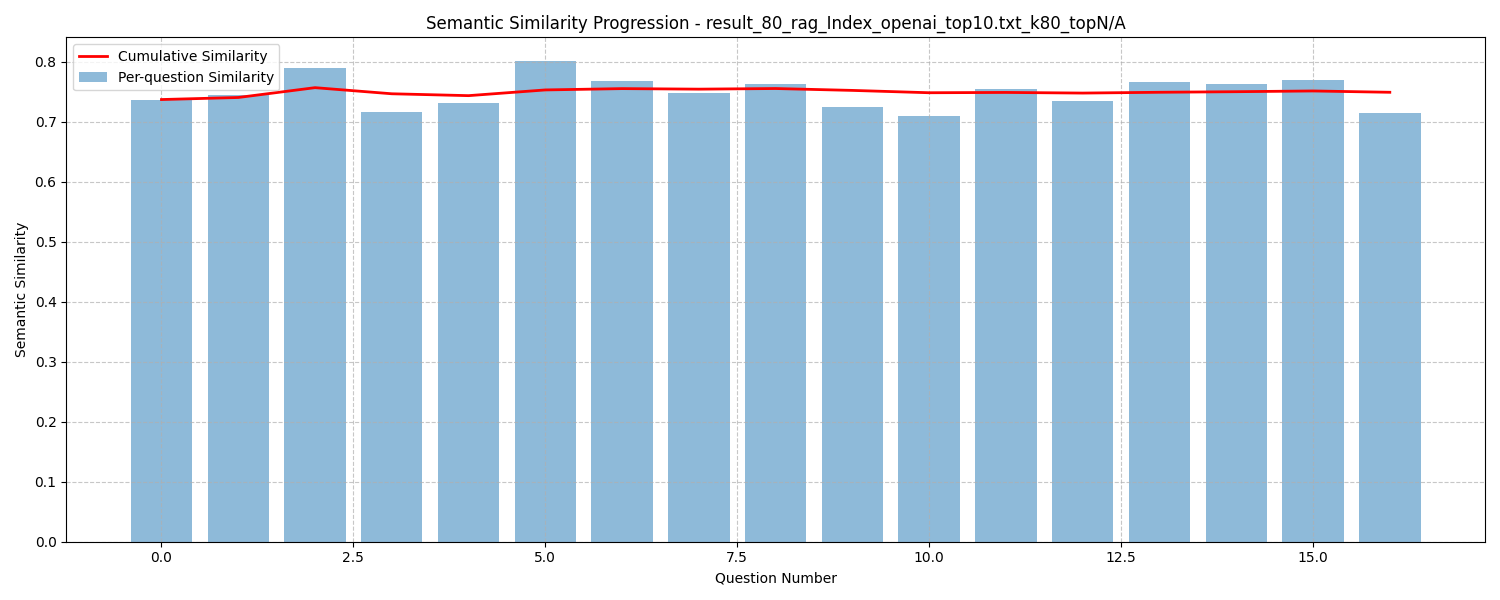 Semantic Similarity Progression - result_80_rag_Index_openai_top10.txt_k80_topN/A
Cumulative Similarity
Per-question Similarity
Semantic Similarity
0.8
0.7
0.6
0.5
0.4
0.3
0.2
0.1
0.0
0.0 2.5 5.0 7.5 10.0 12.5 15.0
Question Number